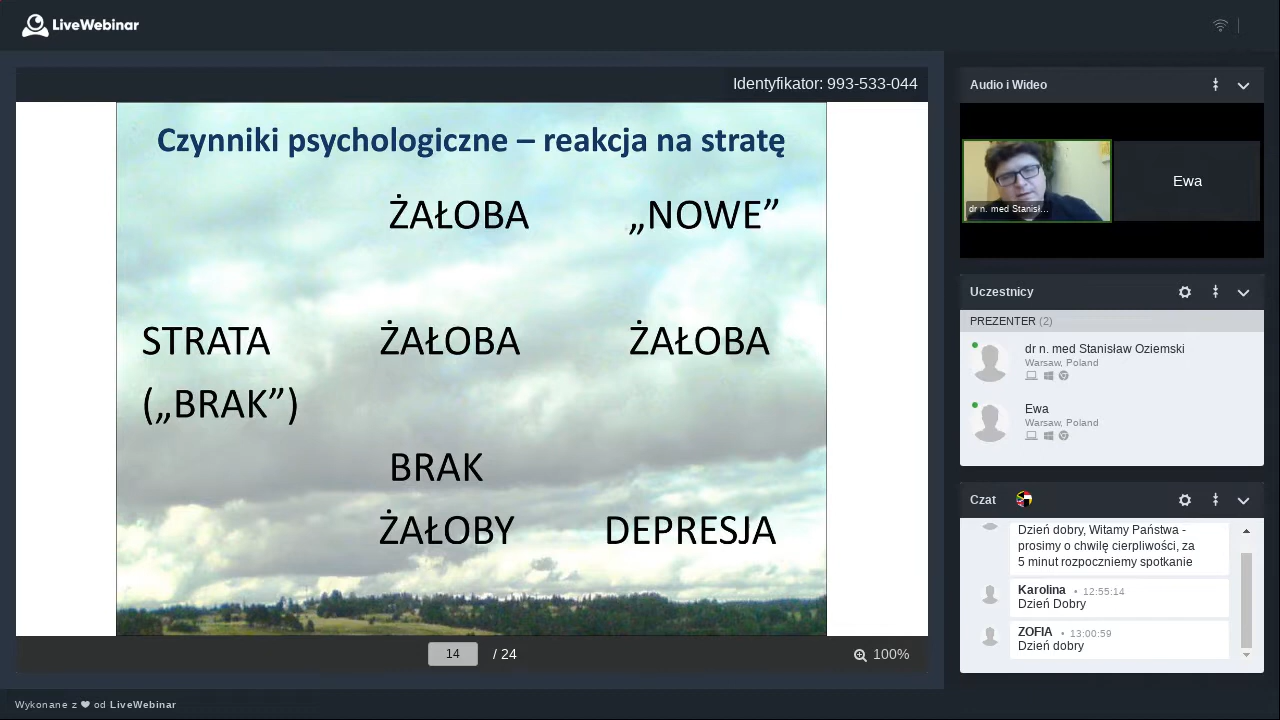 LiveWebinar
Identyfikator: 993-533-044
Czynniki psychologiczne – reakcja na stratę
ŻAŁOBA „NOWE”
STRATA ŻAŁOBA ŻAŁOBA
(„BRAK”)
BRAK
ŻAŁOBY DEPRESJA
14 / 24
100%
Wykonane z od LiveWebinar
Audio i Wideo
dr n. med Stanisł...
Ewa
Uczestnicy
PREZENTER (2)
dr n. med Stanisław Oziemski
Warsaw, Poland
Ewa
Warsaw, Poland
Czat
Dzień dobry, Witamy Państwa -
prosimy o chwilę cierpliwości, za
5 minut rozpoczniemy spotkanie
Karolina • 12:55:14
Dzień Dobry
ZOFIA • 13:00:59
Dzień dobry